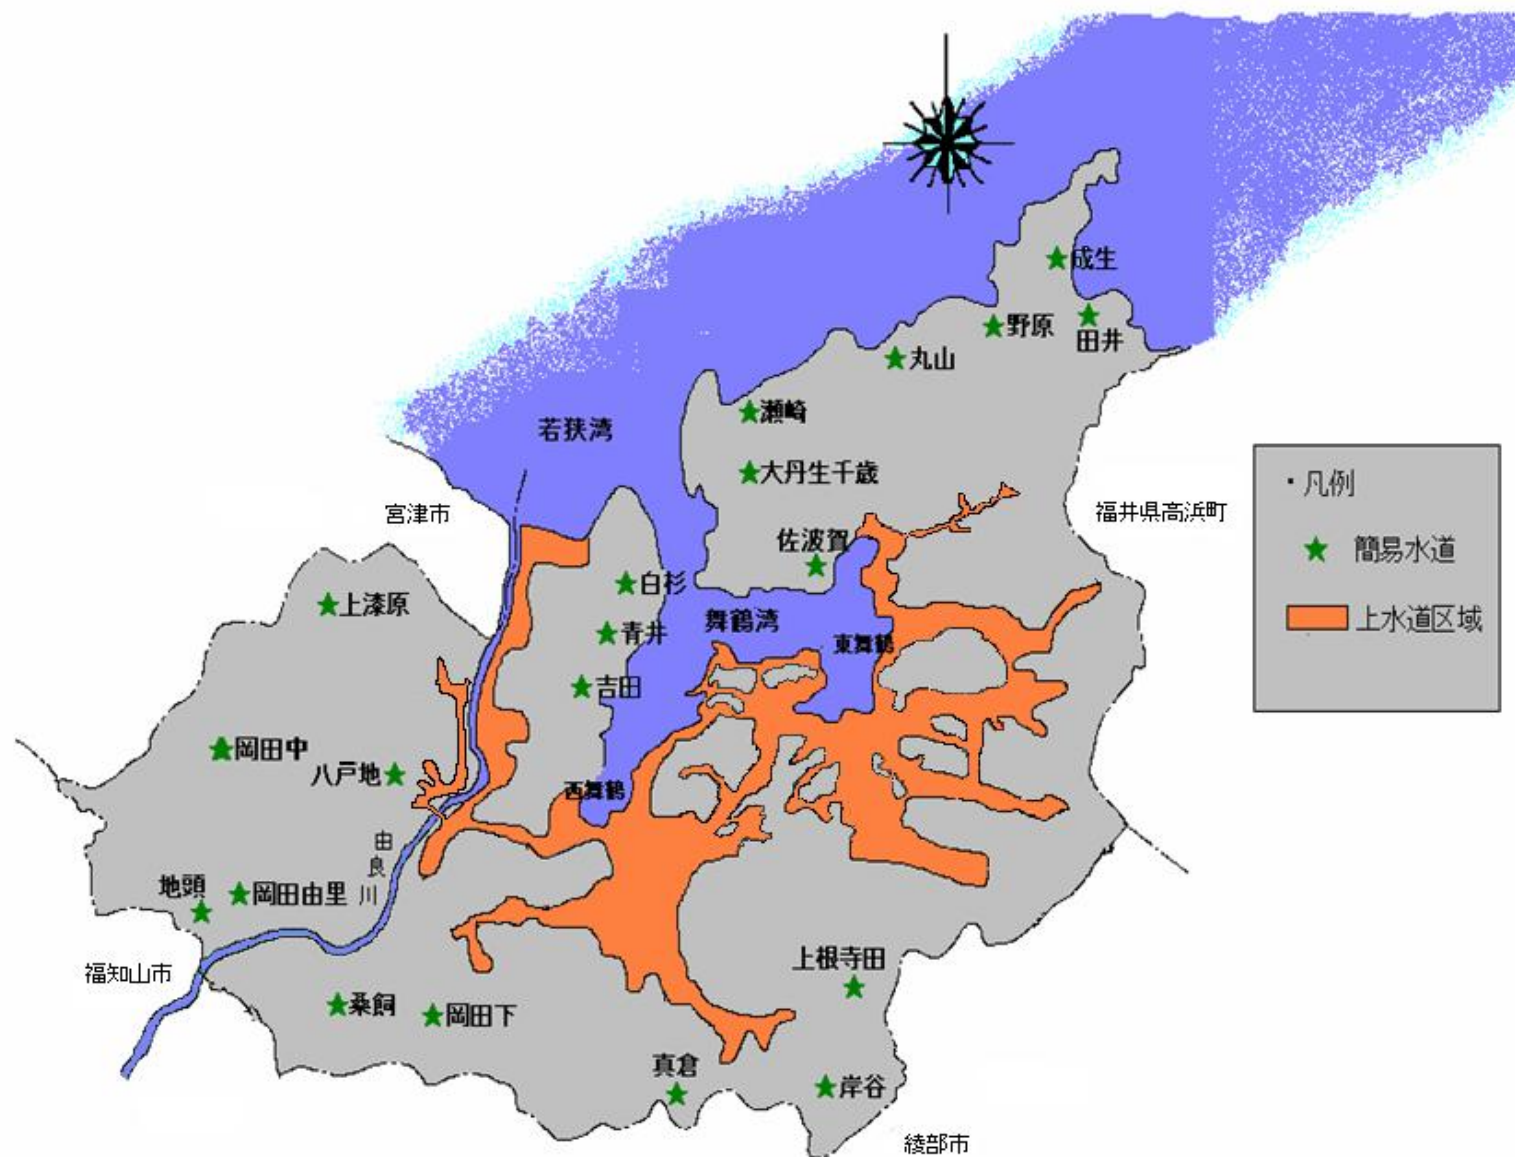 成生
野原
田井
丸山
瀬崎
若狭湾
大丹生千歳
・凡例
宮津市
福井県高浜町
佐波賀
簡易水道
白杉
上漆原
舞鶴湾
上水道区域
青井
東舞鶴
吉田
岡田中
八戸地
西舞鶴
由良川
地頭
岡田由里
上根寺田
福知山市
桑飼
岡田下
真倉
岸谷
綾部市